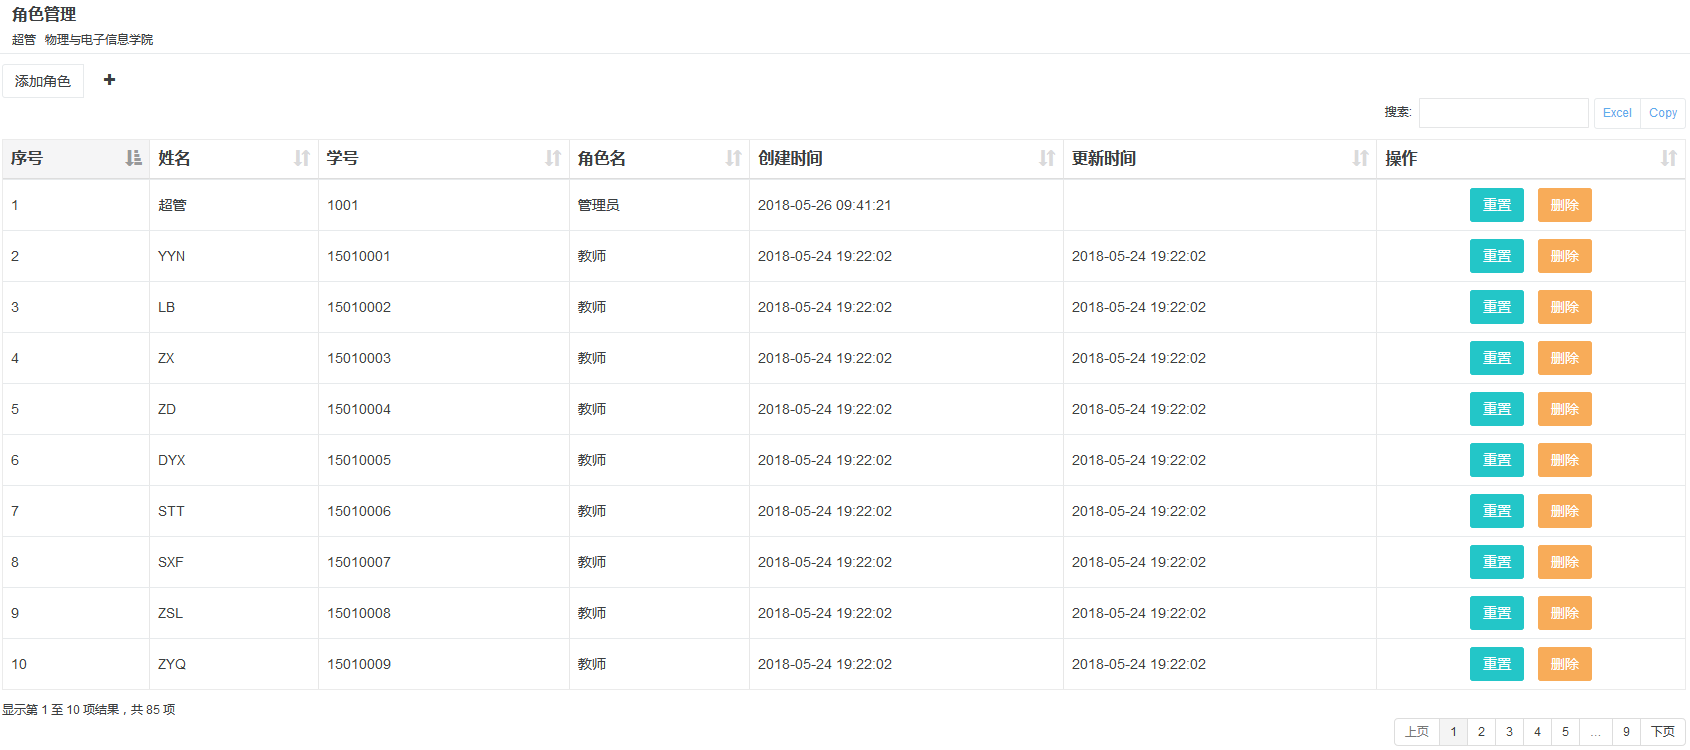 角色管理
超管 物理与电子信息学院
添加角色 +
搜索: Excel Copy
序号 姓名 学号 角色名 创建时间 更新时间 操作
1 超管 1001 管理员 2018-05-26 09:41:21 重置 删除
2 YYN 15010001 教师 2018-05-24 19:22:02 2018-05-24 19:22:02 重置 删除
3 LB 15010002 教师 2018-05-24 19:22:02 2018-05-24 19:22:02 重置 删除
4 ZX 15010003 教师 2018-05-24 19:22:02 2018-05-24 19:22:02 重置 删除
5 ZD 15010004 教师 2018-05-24 19:22:02 2018-05-24 19:22:02 重置 删除
6 DYX 15010005 教师 2018-05-24 19:22:02 2018-05-24 19:22:02 重置 删除
7 STT 15010006 教师 2018-05-24 19:22:02 2018-05-24 19:22:02 重置 删除
8 SXF 15010007 教师 2018-05-24 19:22:02 2018-05-24 19:22:02 重置 删除
9 ZSL 15010008 教师 2018-05-24 19:22:02 2018-05-24 19:22:02 重置 删除
10 ZYQ 15010009 教师 2018-05-24 19:22:02 2018-05-24 19:22:02 重置 删除
显示第 1 至 10 项结果，共 85 项
上页 1 2 3 4 5 … 9 下页